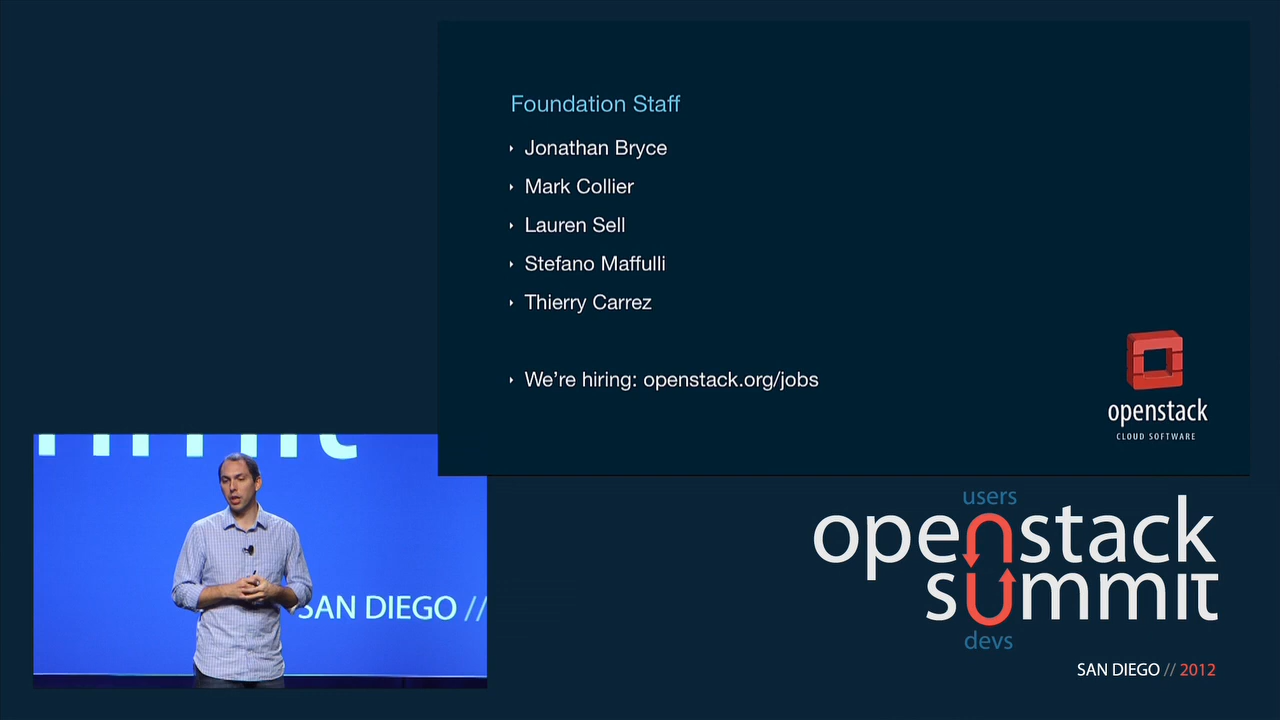 Foundation Staff
Jonathan Bryce
Mark Collier
Lauren Sell
Stefano Maffulli
Thierry Carrez
We're hiring: openstack.org/jobs
openstack
CLOUD SOFTWARE
SAN DIEGO //
users
openstack
summit
devs
SAN DIEGO // 2012